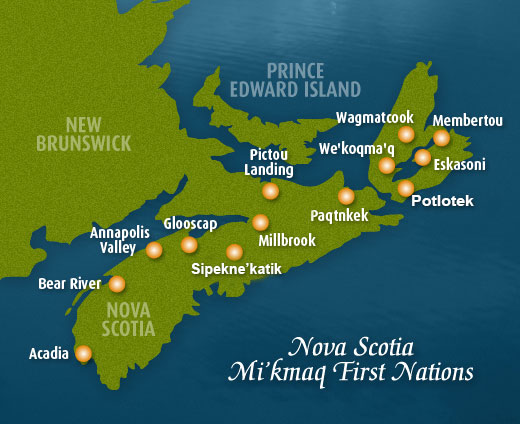 PRINCE
EDWARD ISLAND
NEW
BRUNSWICK
Wagmatcook
Membertou
We'koqma'q
Eskasoni
Pictou
Landing
Potlotek
Paqtnkek
Glooscap
Annapolis
Valley
Millbrook
Sipekne'katik
Bear River
NOVA
SCOTIA
Acadia
Nova Scotia
Mi'kmaq First Nations